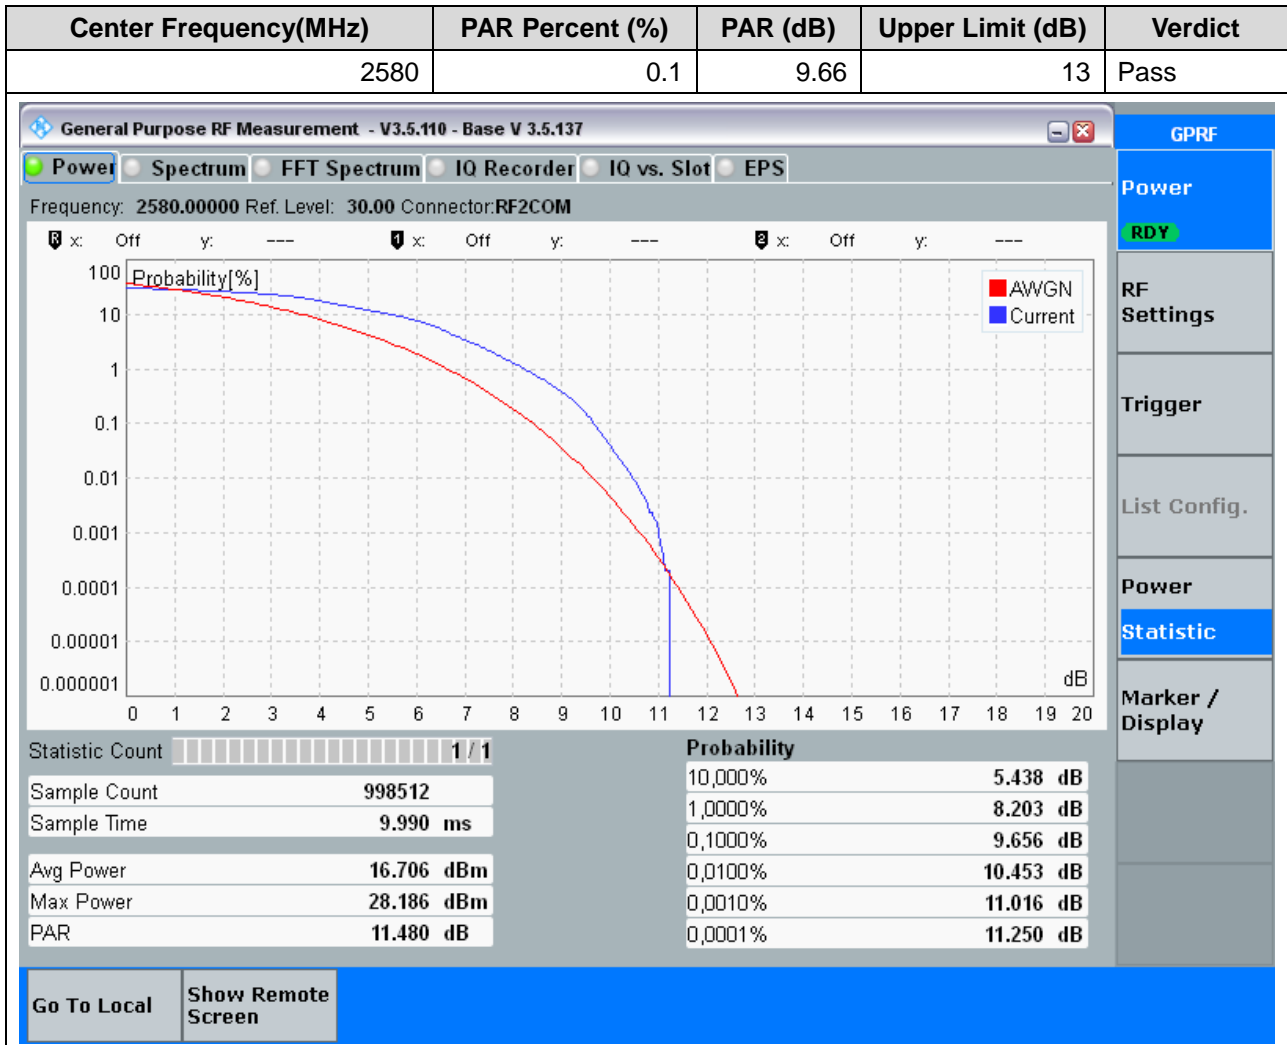 Center Frequency(MHz) PAR Percent (%) PAR (dB) Upper Limit (dB) Verdict
2580 0.1 9.66 13 Pass
General Purpose RF Measurement - V3.5.110 - Base V 3.5.137
GPRF
Power Spectrum FFT Spectrum IQ Recorder IQ vs. Slot EPS
Power
RDY
Frequency: 2580.00000 Ref. Level: 30.00 Connector:RF2COM
R x: Off y: --- 1 x: Off y: --- 2 x: Off y: ---
Probability[%]
AWGN
Current
100
10
1
0.1
0.01
0.001
0.0001
0.00001
0.000001
dB
0 1 2 3 4 5 6 7 8 9 10 11 12 13 14 15 16 17 18 19 20
RF
Settings
Trigger
List Config.
Power
Statistic
Marker /
Display
Statistic Count 1 / 1
Sample Count 998512
Sample Time 9.990 ms
Avg Power 16.706 dBm
Max Power 28.186 dBm
PAR 11.480 dB
Probability
10,000% 5.438 dB
1,0000% 8.203 dB
0,1000% 9.656 dB
0,0100% 10.453 dB
0,0010% 11.016 dB
0,0001% 11.250 dB
Go To Local
Show Remote
Screen